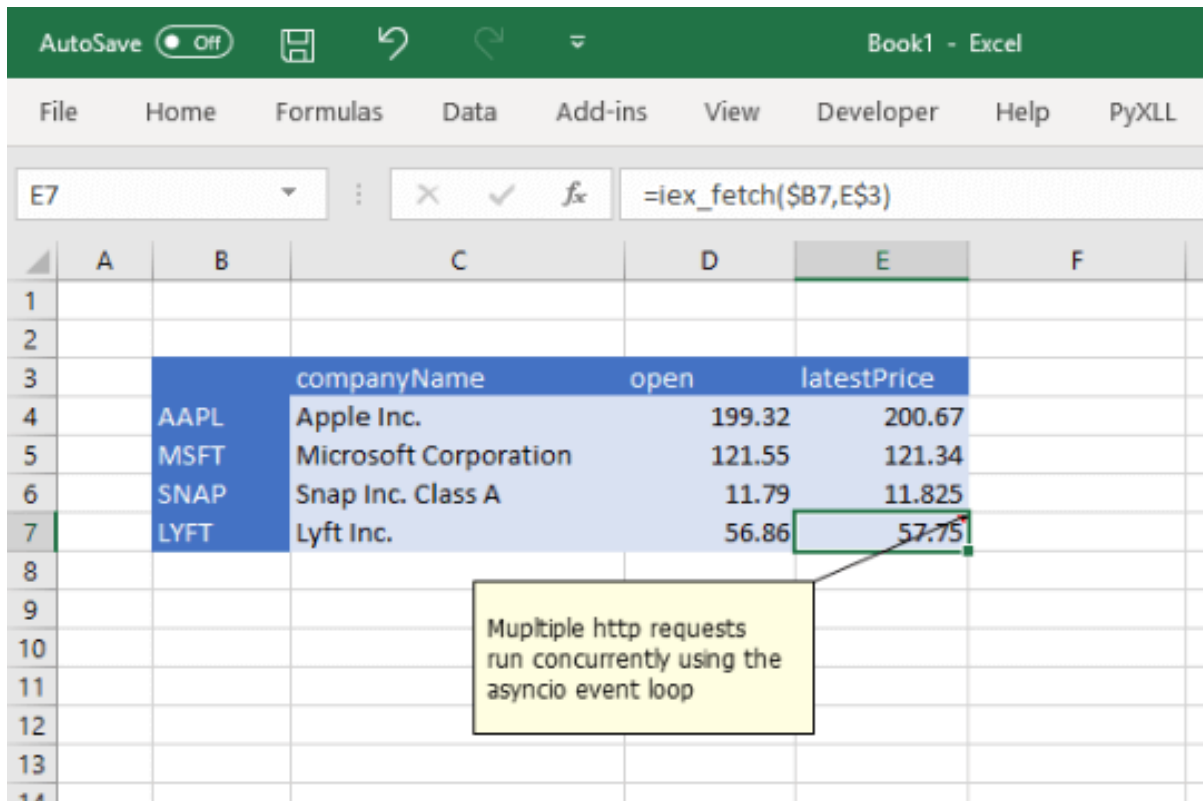 AutoSave Off Book1 - Excel
File Home Formulas Data Add-ins View Developer Help PyXLL
E7 fx =iex_fetch($B7,E$3)
A B C D E F
1
2
3 companyName open latestPrice
4 AAPL Apple Inc. 199.32 200.67
5 MSFT Microsoft Corporation 121.55 121.34
6 SNAP Snap Inc. Class A 11.79 11.825
7 LYFT Lyft Inc. 56.86 57.75
8
9
10 Mupltiple http requests
run concurrently using the
11 asyncio event loop
12
13
14